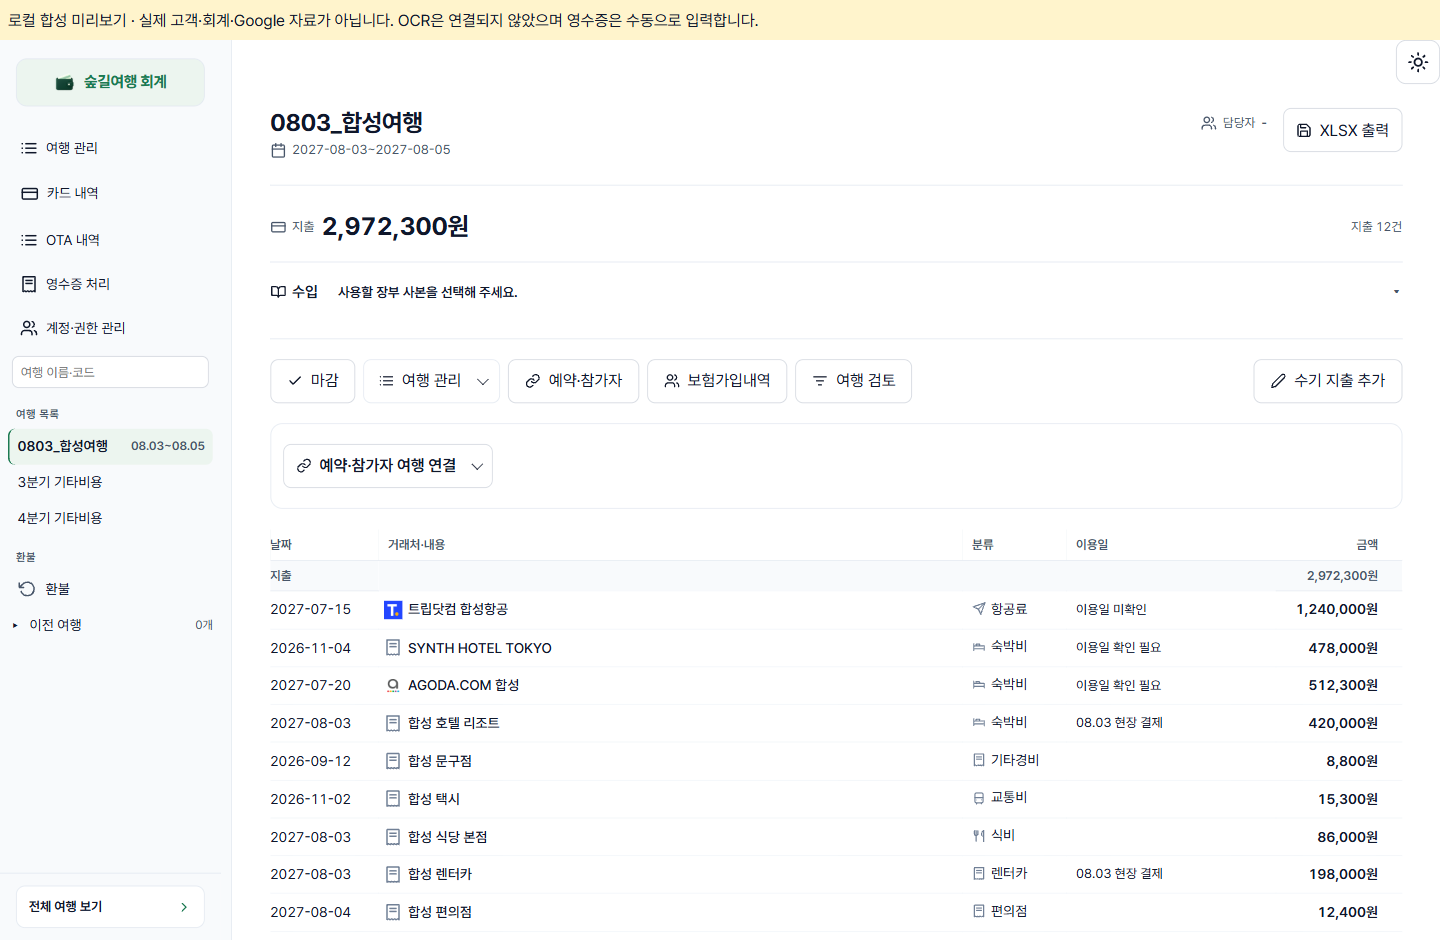 로컬 합성 미리보기 · 실제 고객·회계·Google 자료가 아닙니다. OCR은 연결되지 않았으며 영수증은 수동으로 입력합니다.
숲길여행 회계
여행 관리
카드 내역
OTA 내역
영수증 처리
계정·권한 관리
여행 이름·코드
여행 목록
0803_합성여행 08.03~08.05
3분기 기타비용
4분기 기타비용
환불
환불
이전 여행 0개
전체 여행 보기
0803_합성여행
2027-08-03~2027-08-05
담당자 -
XLSX 출력
지출 2,972,300원
지출 12건
수입 사용할 장부 사본을 선택해 주세요.
마감 여행 관리 예약·참가자 보험가입내역 여행 검토 수기 지출 추가
예약·참가자 여행 연결
날짜 거래처·내용 분류 이용일 금액
지출 2,972,300원
2027-07-15 T. 트립닷컴 합성항공 항공료 이용일 미확인 1,240,000원
2026-11-04 SYNTH HOTEL TOKYO 숙박비 이용일 확인 필요 478,000원
2027-07-20 AGODA.COM 합성 숙박비 이용일 확인 필요 512,300원
2027-08-03 합성 호텔 리조트 숙박비 08.03 현장 결제 420,000원
2026-09-12 합성 문구점 기타경비 8,800원
2026-11-02 합성 택시 교통비 15,300원
2027-08-03 합성 식당 본점 식비 86,000원
2027-08-03 합성 렌터카 렌터카 08.03 현장 결제 198,000원
2027-08-04 합성 편의점 편의점 12,400원